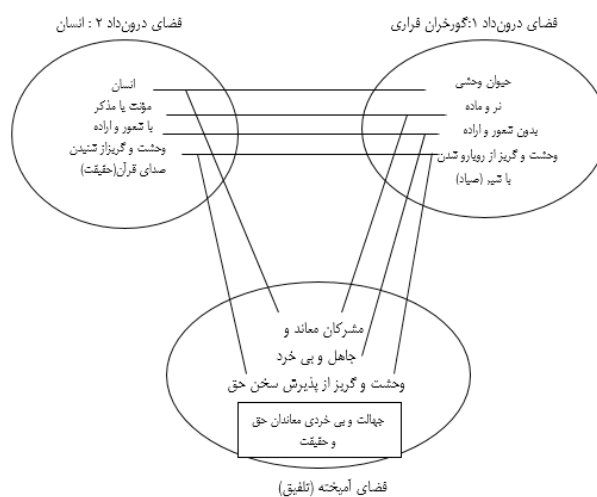 فضای درون‌داد ۱:گورخران فراری
فضای درون‌داد ۲ : انسان
حیوان وحشی
نر و ماده
بدون شعور و اراده
وحشت و گریز از رویارو شدن
با شیر (صیاد)
انسان
مؤنث یا مذکر
با شعور و اراده
وحشت و گریزاز شنیدن
صدای قرآن(حقیقت)
مشرکان معاند و
جاهل و بی خرد
وحشت و گریز از پذیرش سخن حق
جهالت و بی خردی معاندان حق
و حقیقت
فضای آمیخته (تلفیق)